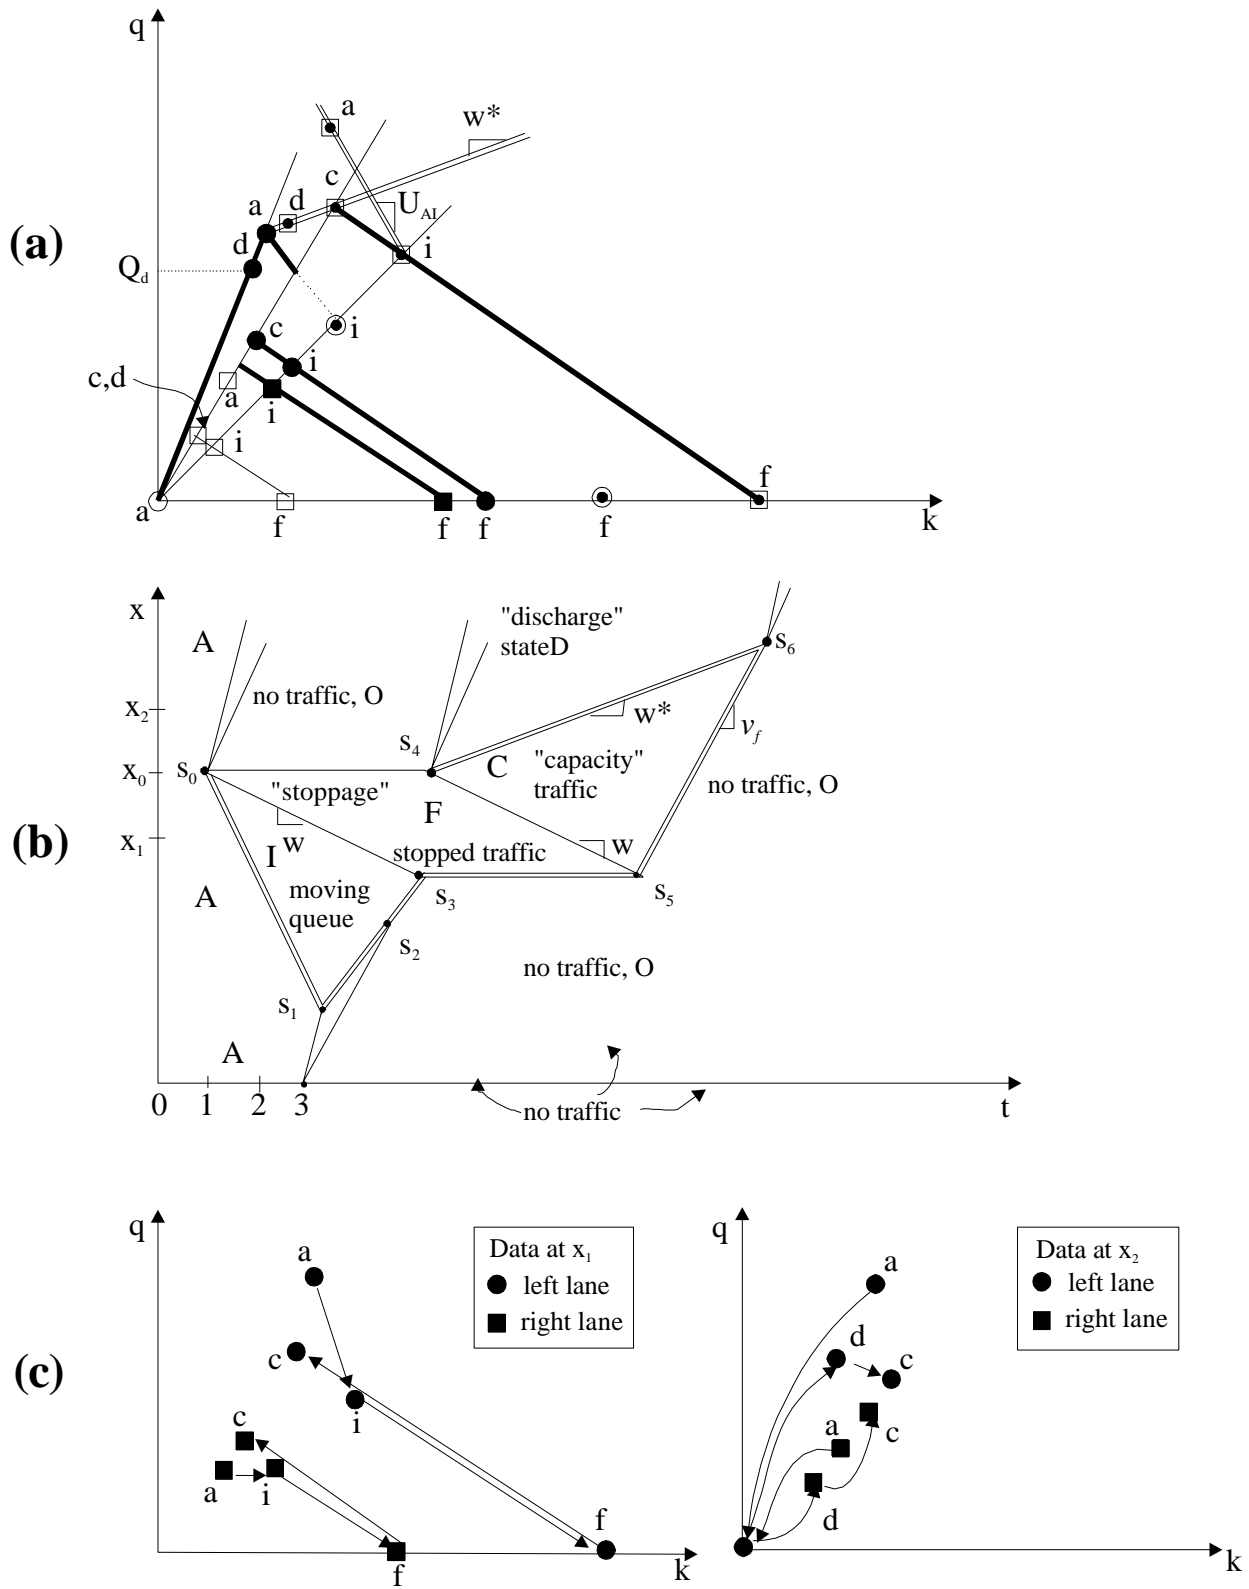 q
a
w*
c
d
U_AI
a
(a)
d
i
Q_d
i
c
i
c,d
a
i
i
f
a
f
f
f
f
k
x
"discharge"
stateD
A
s_6
no traffic, O
x_2
w*
v_f
s_4
"capacity"
traffic
C
x_0
s_0
"stoppage"
no traffic, O
F
(b)
x_1
w
w
I
stopped traffic
A
moving
queue
s_3
s_5
s_2
no traffic, O
s_1
A
0
1
2
3
no traffic
t
q
q
Data at x_1
left lane
right lane
Data at x_2
left lane
right lane
a
a
d
c
c
(c)
i
c
a
c
a
i
d
f
f
k
k